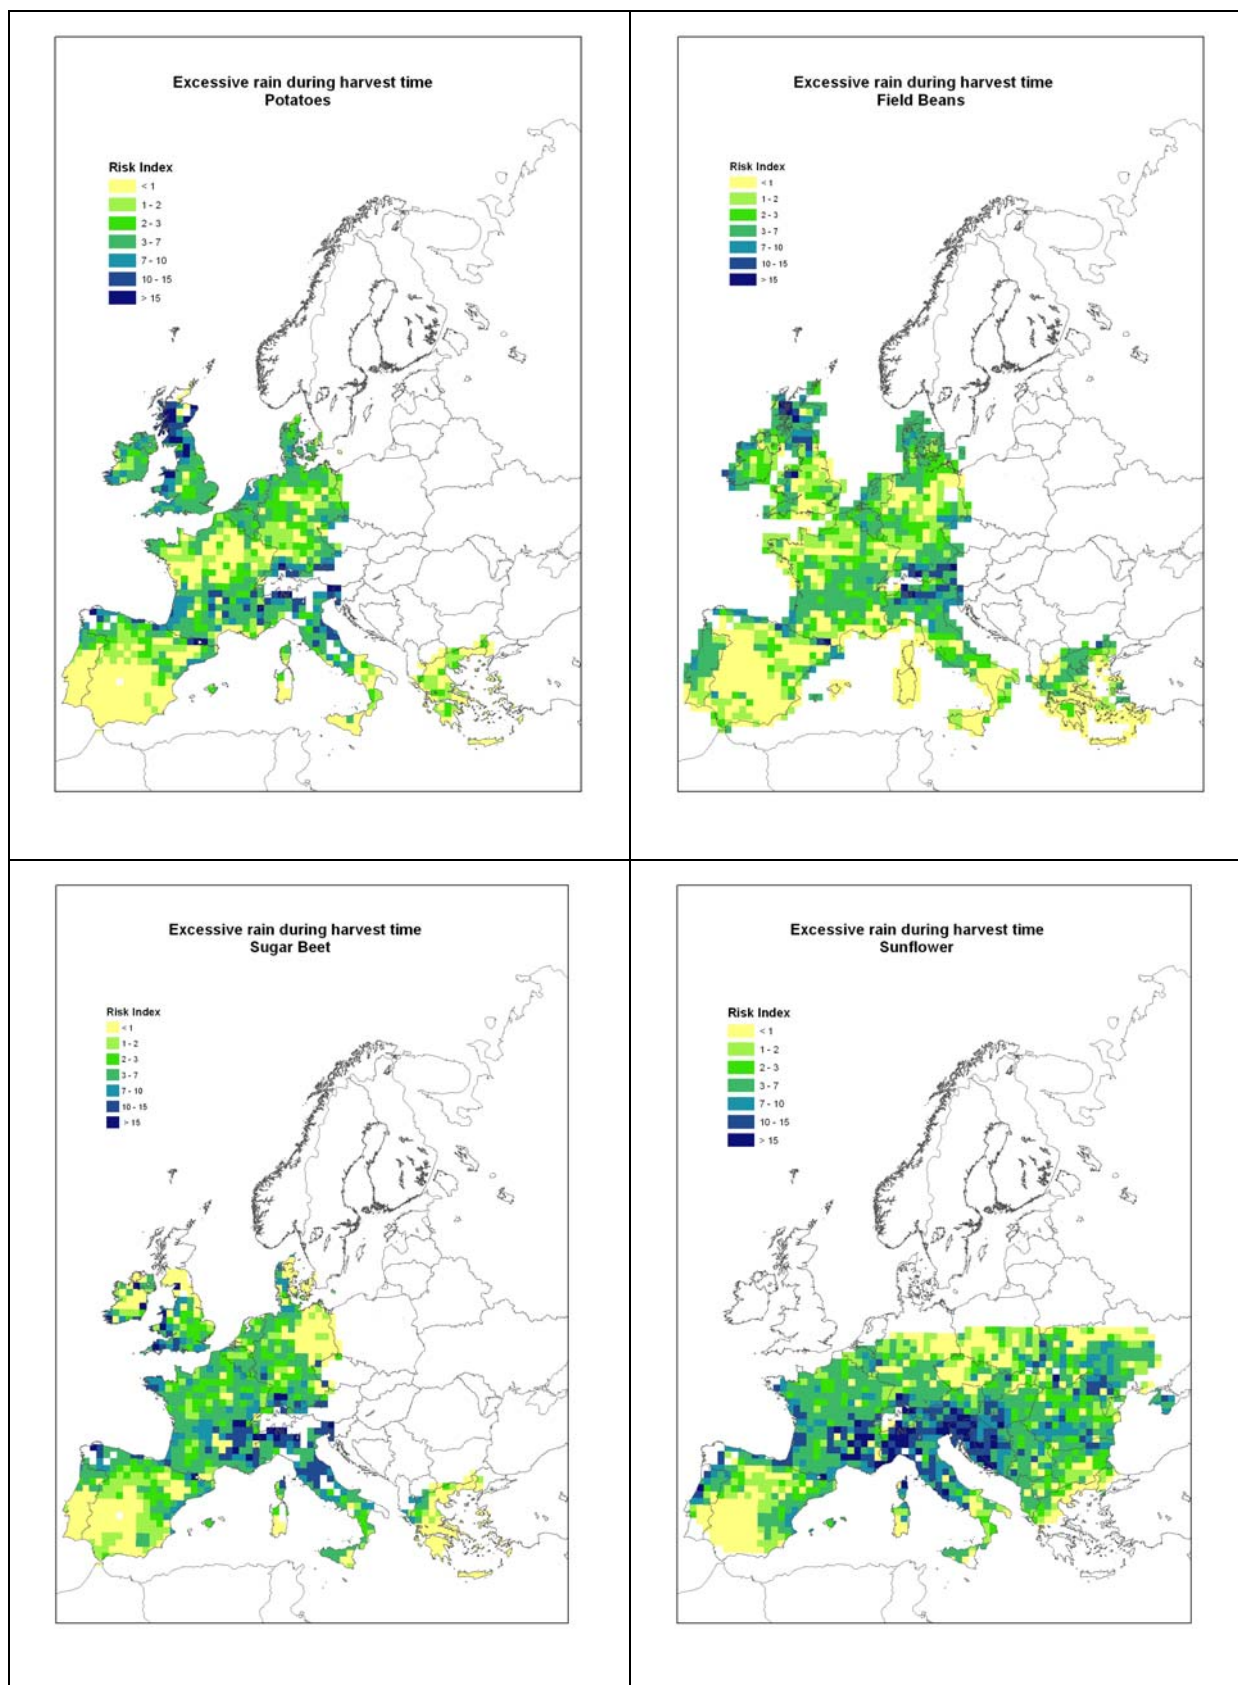 Excessive rain during harvest time
Potatoes
Risk Index
< 1
1 - 2
2 - 3
3 - 7
7 - 10
10 - 15
> 15
Excessive rain during harvest time
Field Beans
Risk Index
< 1
1 - 2
2 - 3
3 - 7
7 - 10
10 - 15
> 15
Excessive rain during harvest time
Sugar Beet
Risk Index
< 1
1 - 2
2 - 3
3 - 7
7 - 10
10 - 15
> 15
Excessive rain during harvest time
Sunflower
Risk Index
< 1
1 - 2
2 - 3
3 - 7
7 - 10
10 - 15
> 15